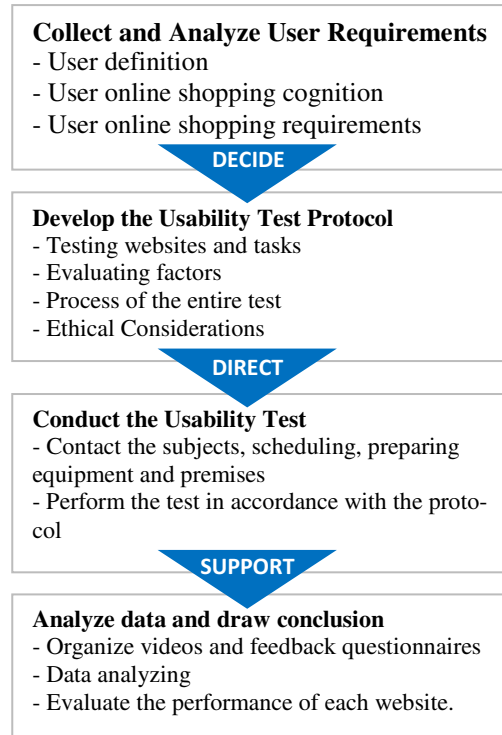 Collect and Analyze User Requirements
- User definition
- User online shopping cognition
- User online shopping requirements
DECIDE
Develop the Usability Test Protocol
- Testing websites and tasks
- Evaluating factors
- Process of the entire test
- Ethical Considerations
DIRECT
Conduct the Usability Test
- Contact the subjects, scheduling, preparing
equipment and premises
- Perform the test in accordance with the proto-
col
SUPPORT
Analyze data and draw conclusion
- Organize videos and feedback questionnaires
- Data analyzing
- Evaluate the performance of each website.